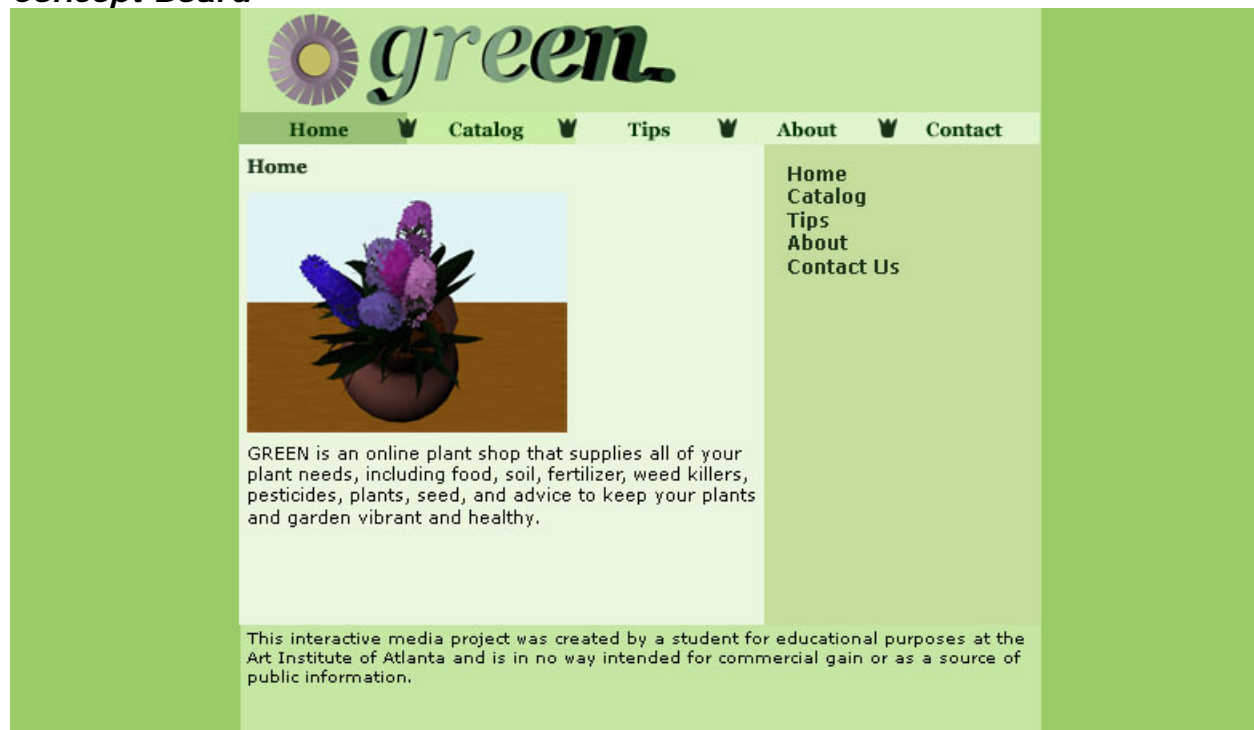 Concept Board
green.
Home Catalog Tips About Contact
Home
GREEN is an online plant shop that supplies all of your
plant needs, including food, soil, fertilizer, weed killers,
pesticides, plants, seed, and advice to keep your plants
and garden vibrant and healthy.
Home
Catalog
Tips
About
Contact Us
This interactive media project was created by a student for educational purposes at the
Art Institute of Atlanta and is in no way intended for commercial gain or as a source of
public information.